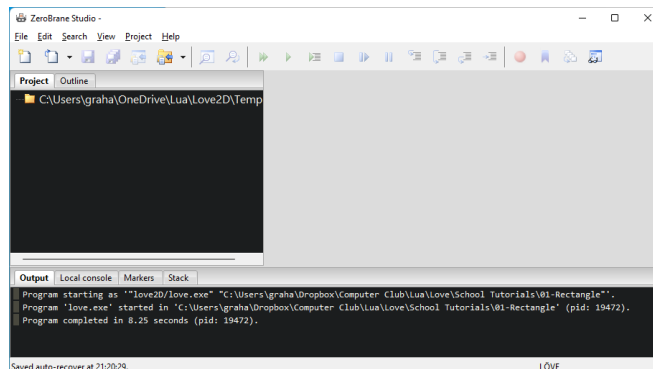 ZeroBrane Studio -
File Edit Search View Project Help
Project Outline
C:\Users\graha\OneDrive\Lua\Love2D\Temp
Output Local console Markers Stack
Program starting as '"love2D/love.exe" "C:\Users\graha\Dropbox\Computer Club\Lua\Love\School Tutorials\01-Rectangle"'.
Program 'love.exe' started in 'C:\Users\graha\Dropbox\Computer Club\Lua\Love\School Tutorials\01-Rectangle' (pid: 19472).
Program completed in 8.25 seconds (pid: 19472).
Saved auto-recover at 21:20:29. LÖVE